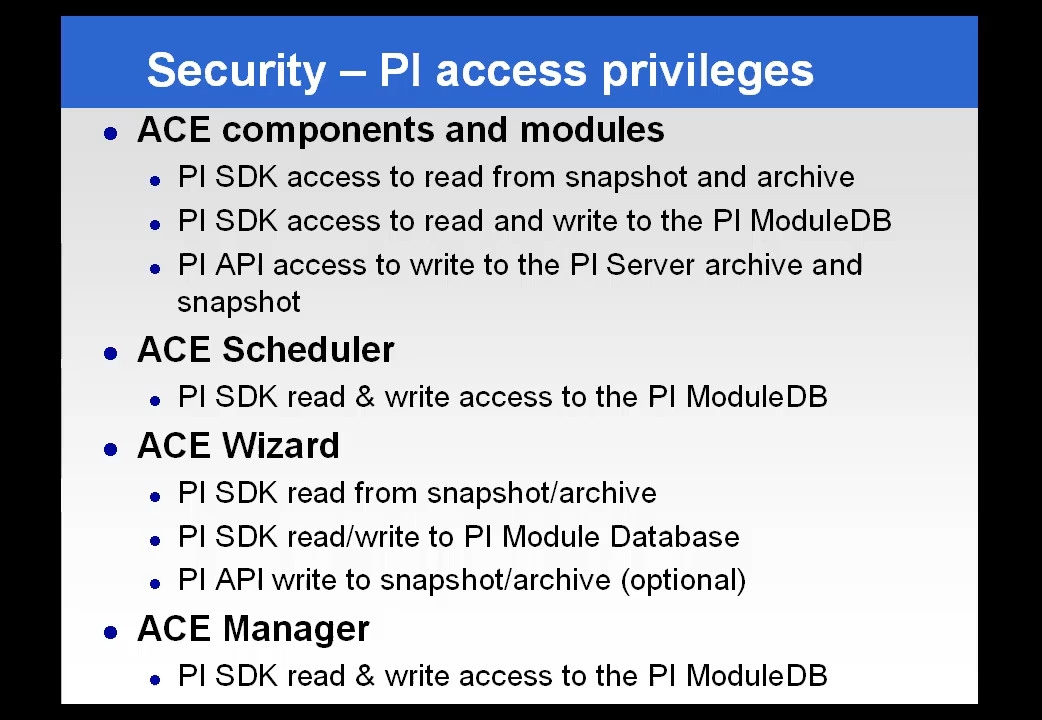 Security – PI access privileges
ACE components and modules
PI SDK access to read from snapshot and archive
PI SDK access to read and write to the PI ModuleDB
PI API access to write to the PI Server archive and
snapshot
ACE Scheduler
PI SDK read & write access to the PI ModuleDB
ACE Wizard
PI SDK read from snapshot/archive
PI SDK read/write to PI Module Database
PI API write to snapshot/archive (optional)
ACE Manager
PI SDK read & write access to the PI ModuleDB